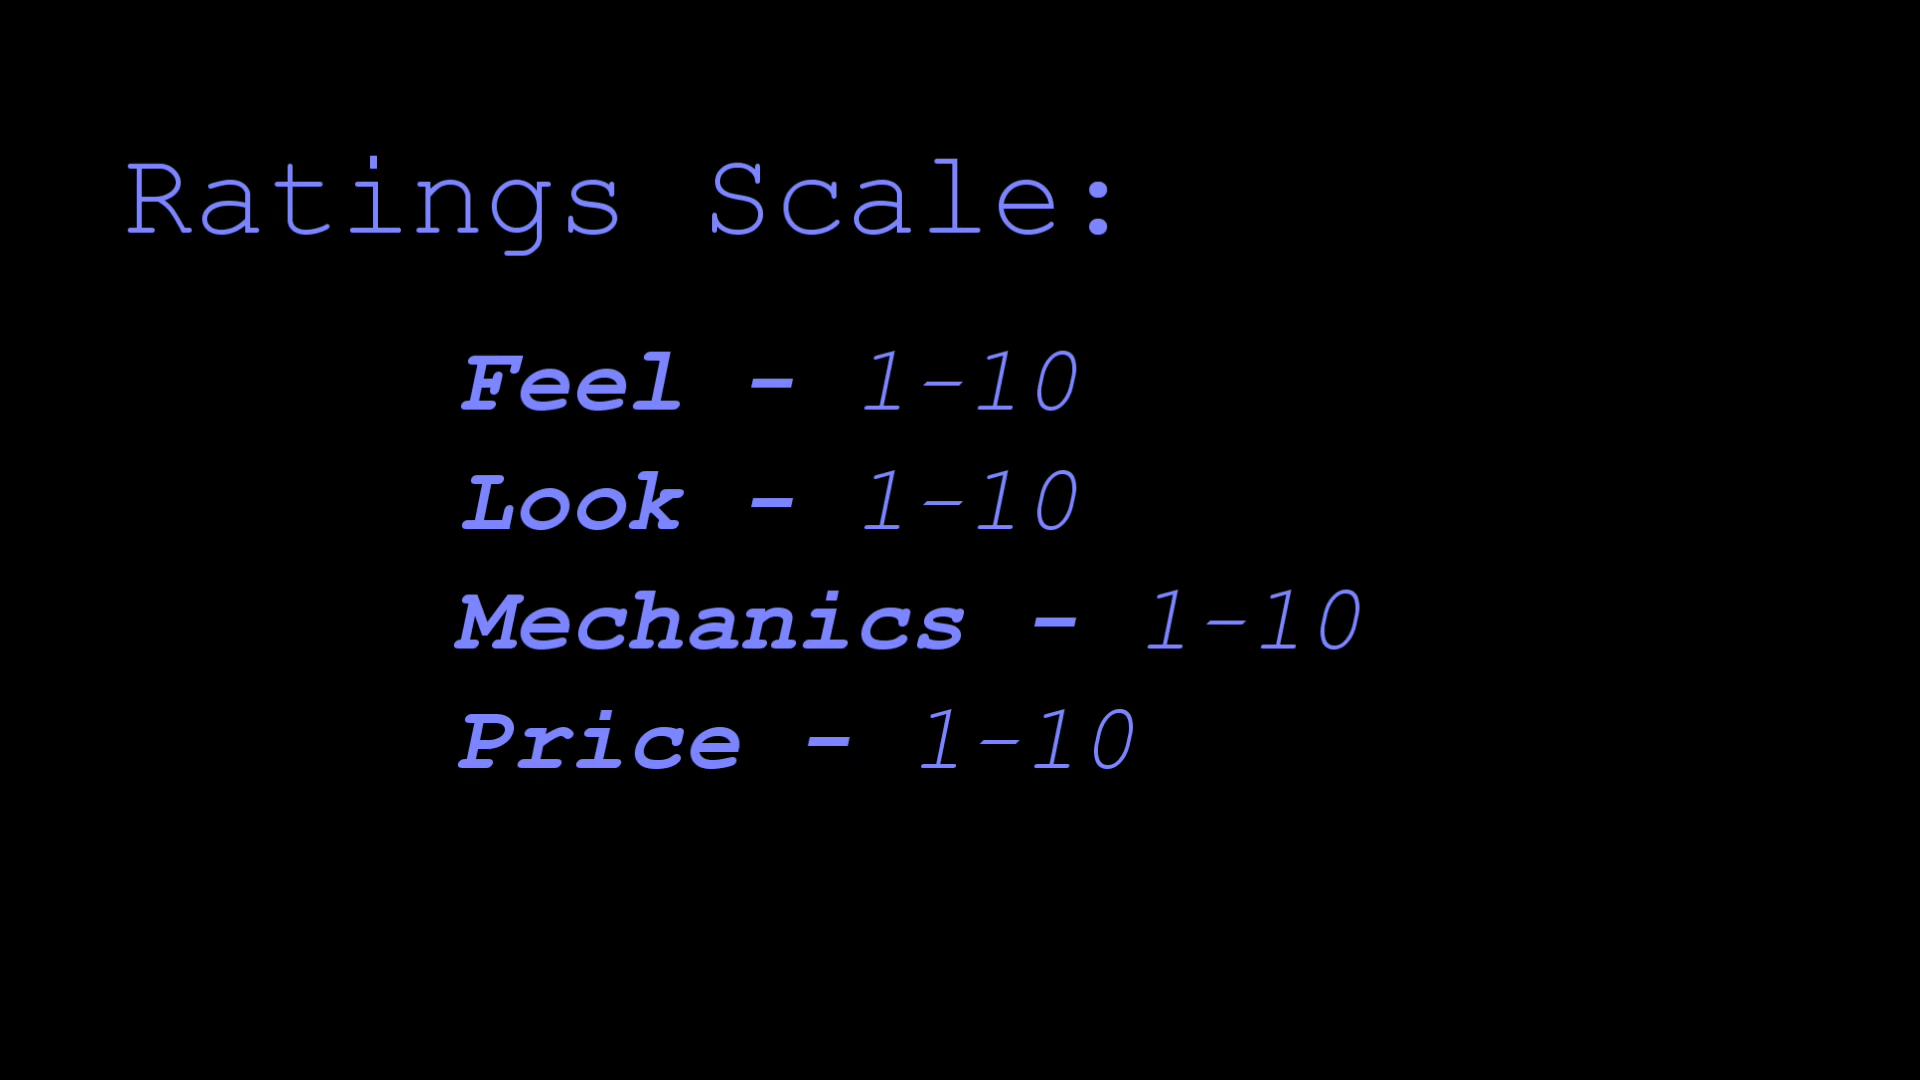 Ratings Scale:
Feel - 1-10
Look - 1-10
Mechanics - 1-10
Price - 1-10